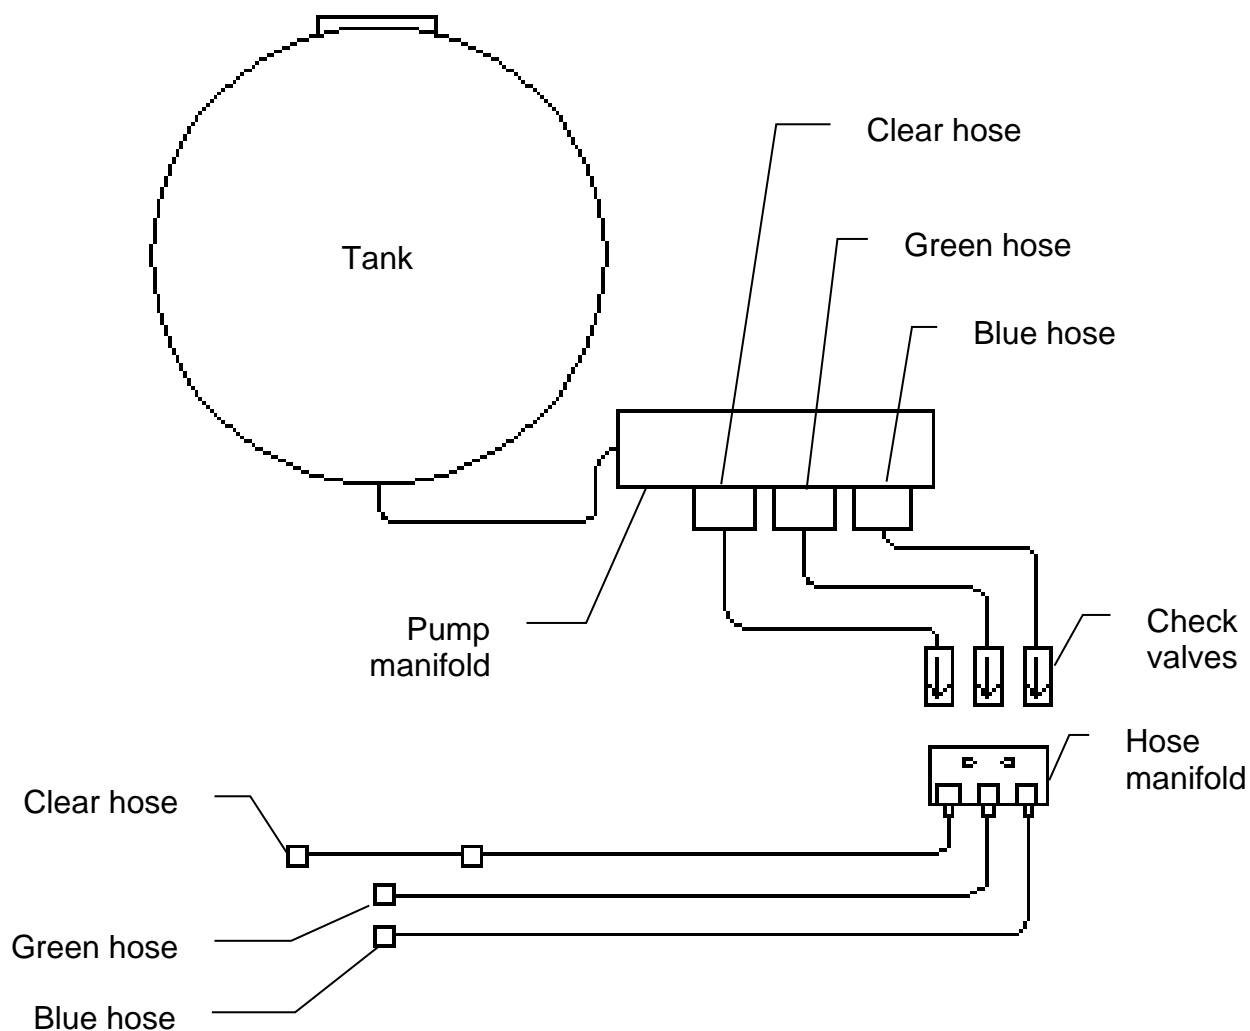 Clear hose
Green hose
Tank
Blue hose
Pump
manifold
Check
valves
Hose
manifold
Clear hose
Green hose
Blue hose